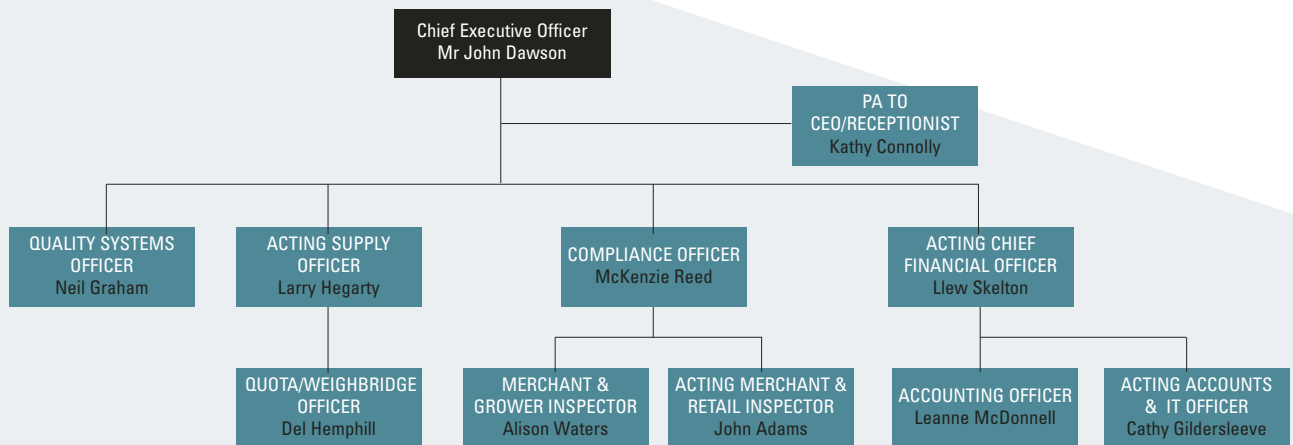 Chief Executive Officer
Mr John Dawson
PA TO
CEO/RECEPTIONIST
Kathy Connolly
QUALITY SYSTEMS
OFFICER
Neil Graham
ACTING SUPPLY
OFFICER
Larry Hegarty
COMPLIANCE OFFICER
McKenzie Reed
ACTING CHIEF
FINANCIAL OFFICER
Llew Skelton
QUOTA/WEIGHBRIDGE
OFFICER
Del Hemphill
MERCHANT &
GROWER INSPECTOR
Alison Waters
ACTING MERCHANT &
RETAIL INSPECTOR
John Adams
ACCOUNTING OFFICER
Leanne McDonnell
ACTING ACCOUNTS
& IT OFFICER
Cathy Gildersleeve